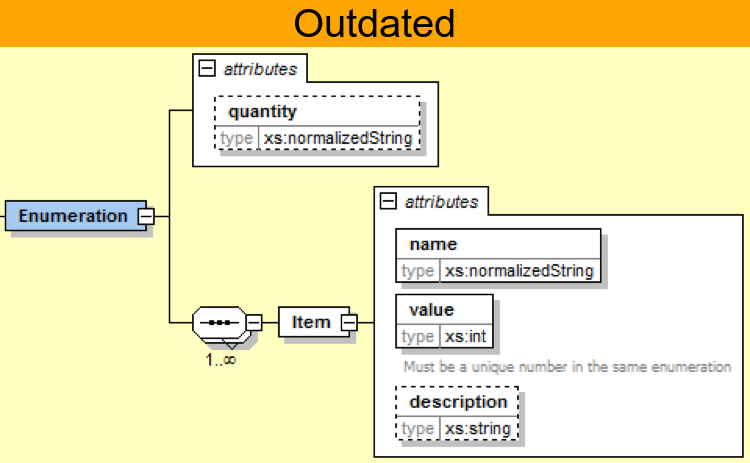 Outdated
attributes
quantity
type xs:normalizedString
Enumeration
attributes
name
type xs:normalizedString
value
type xs:int
Item
1..∞
Must be a unique number in the same enumeration
description
type xs:string